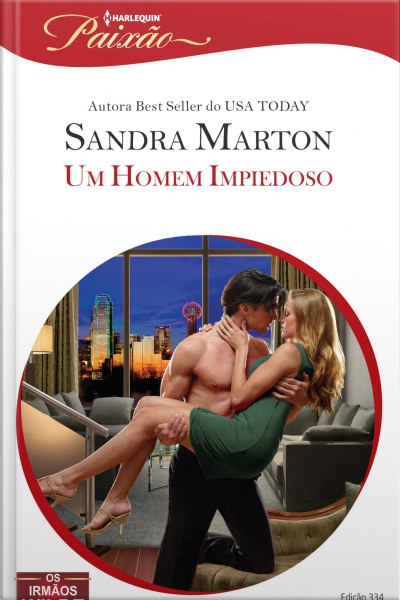 HARLEQUIN
Paixão
Autora Best Seller do USA TODAY
SANDRA MARTON
UM HOMEM IMPIEDOSO
OS
IRMÃOS
Edição 334